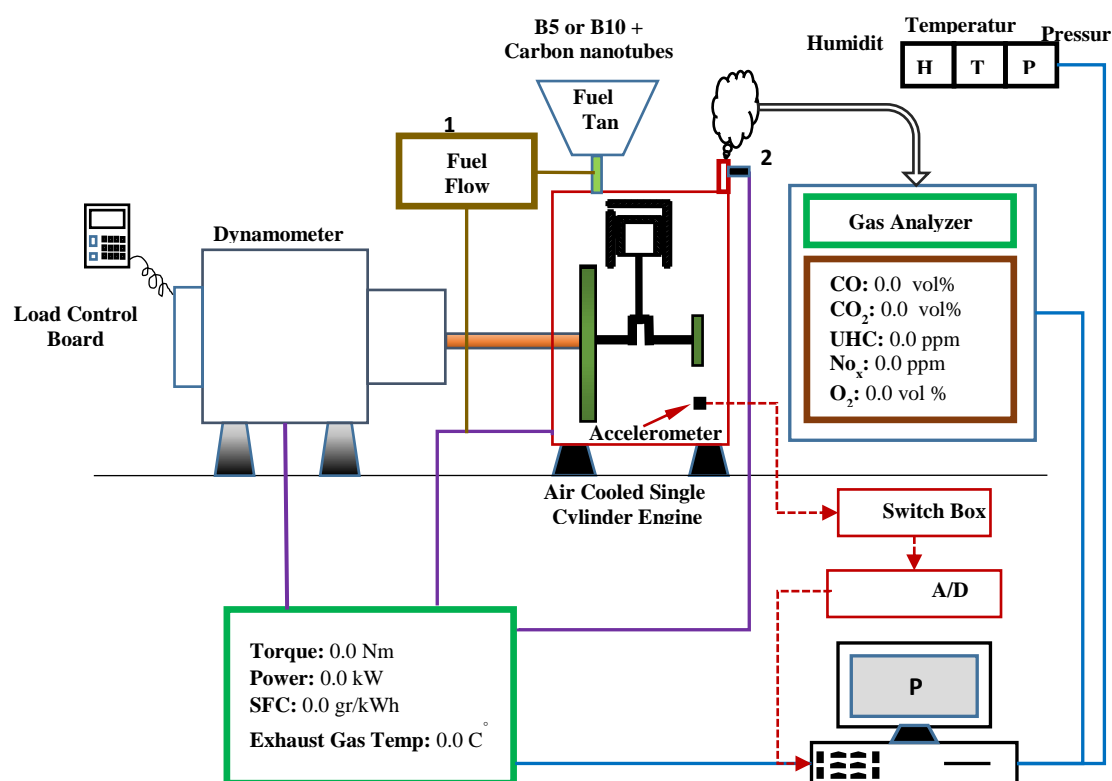 B5 or B10 +
Carbon nanotubes
Humidit
Temperatur
Pressur
H T P
Fuel
Tan
1
Fuel
Flow
2
Dynamometer
Load Control
Board
Gas Analyzer
CO: 0.0 vol%
CO₂: 0.0 vol%
UHC: 0.0 ppm
Noₓ: 0.0 ppm
O₂: 0.0 vol %
Accelerometer
Air Cooled Single
Cylinder Engine
Switch Box
A/D
Torque: 0.0 Nm
Power: 0.0 kW
SFC: 0.0 gr/kWh
Exhaust Gas Temp: 0.0 C°
P